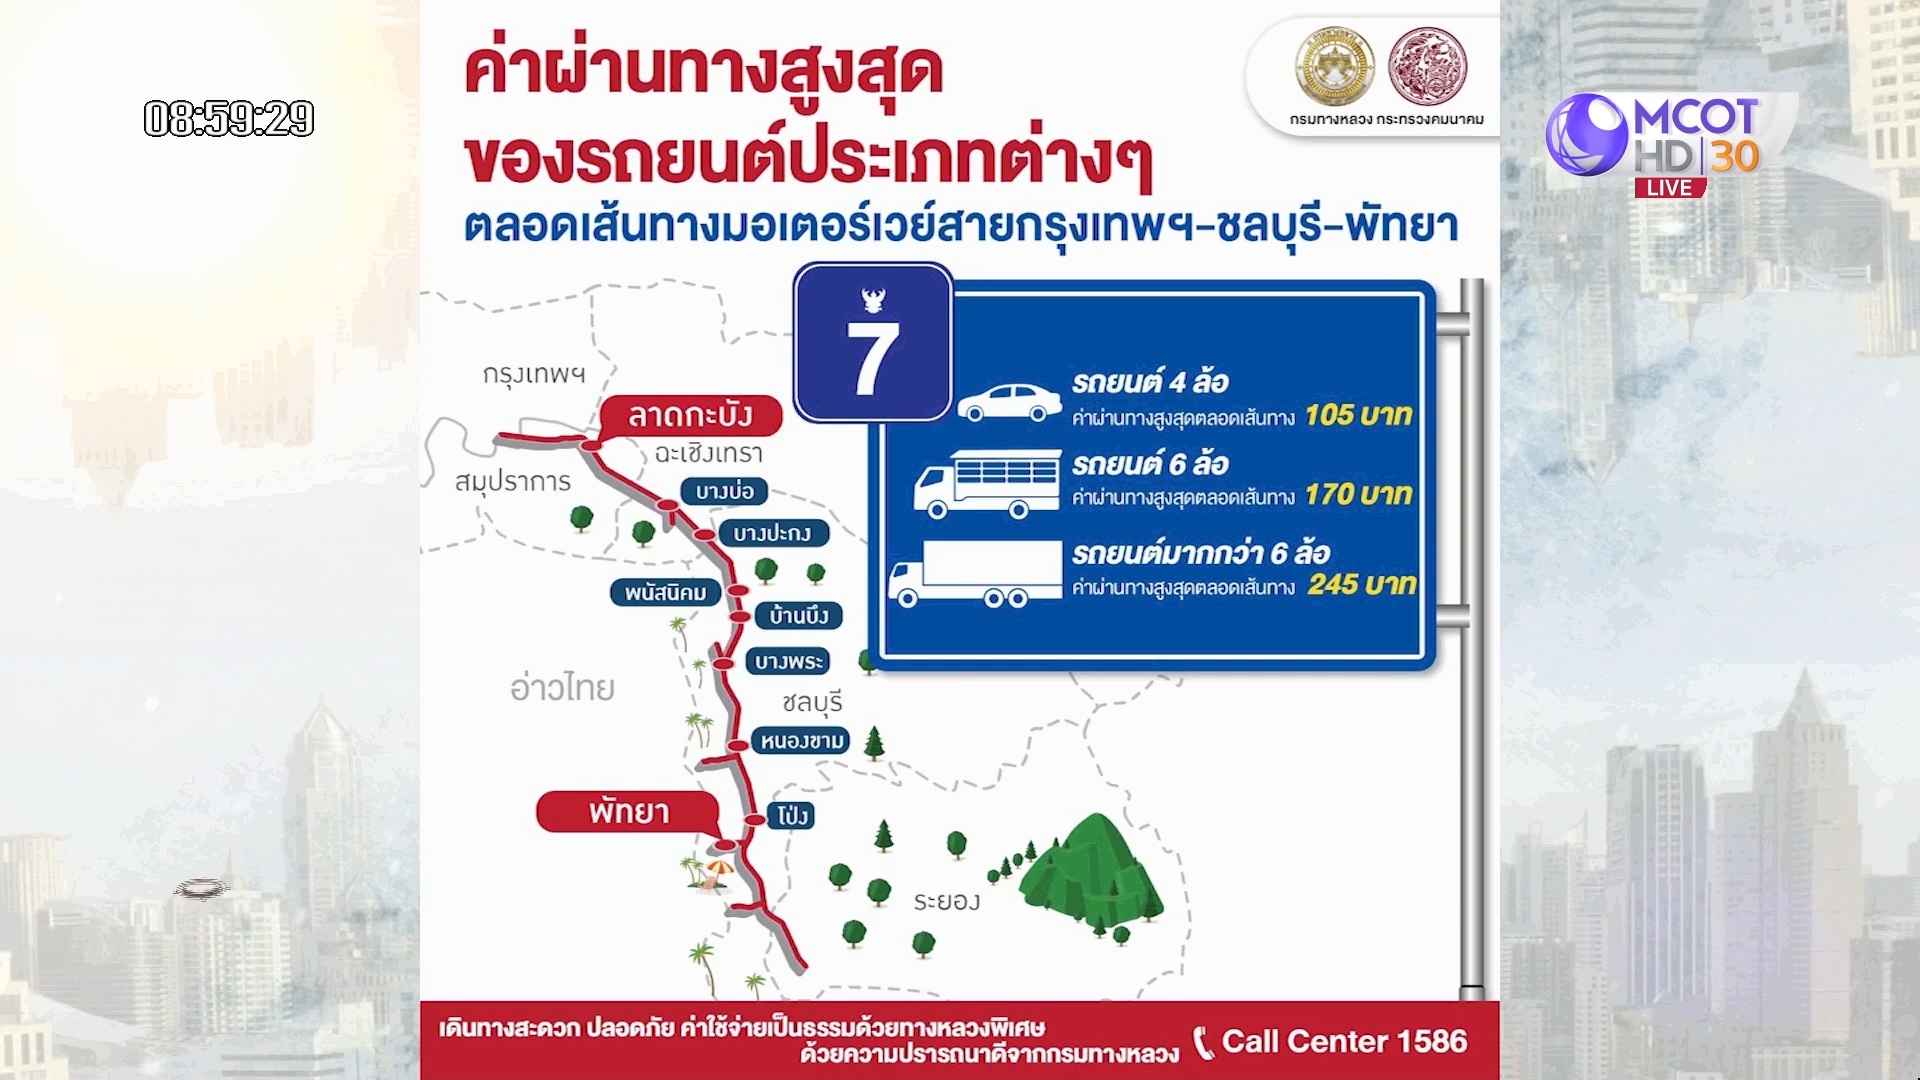 08:59:29
ค่าผ่านทางสูงสุด
ของรถยนต์ประเภทต่างๆ
ตลอดเส้นทางมอเตอร์เวย์สายกรุงเทพฯ-ชลบุรี-พัทยา
กรมทางหลวง กระทรวงคมนาคม
MCOT
HD 30
LIVE
7
รถยนต์ 4 ล้อ
ค่าผ่านทางสูงสุดตลอดเส้นทาง 105 บาท
รถยนต์ 6 ล้อ
ค่าผ่านทางสูงสุดตลอดเส้นทาง 170 บาท
รถยนต์มากกว่า 6 ล้อ
ค่าผ่านทางสูงสุดตลอดเส้นทาง 245 บาท
กรุงเทพฯ
ลาดกระบัง
ฉะเชิงเทรา
สมุปราการ
บางบ่อ
บางปะกง
พนัสนิคม
บ้านบึง
บางพระ
อ่าวไทย
ชลบุรี
หนองขาม
พัทยา
โป่ง
ระยอง
เดินทางสะดวก ปลอดภัย ค่าใช้จ่ายเป็นธรรมด้วยทางหลวงพิเศษ
ด้วยความปรารถนาดีจากกรมทางหลวง
Call Center 1586